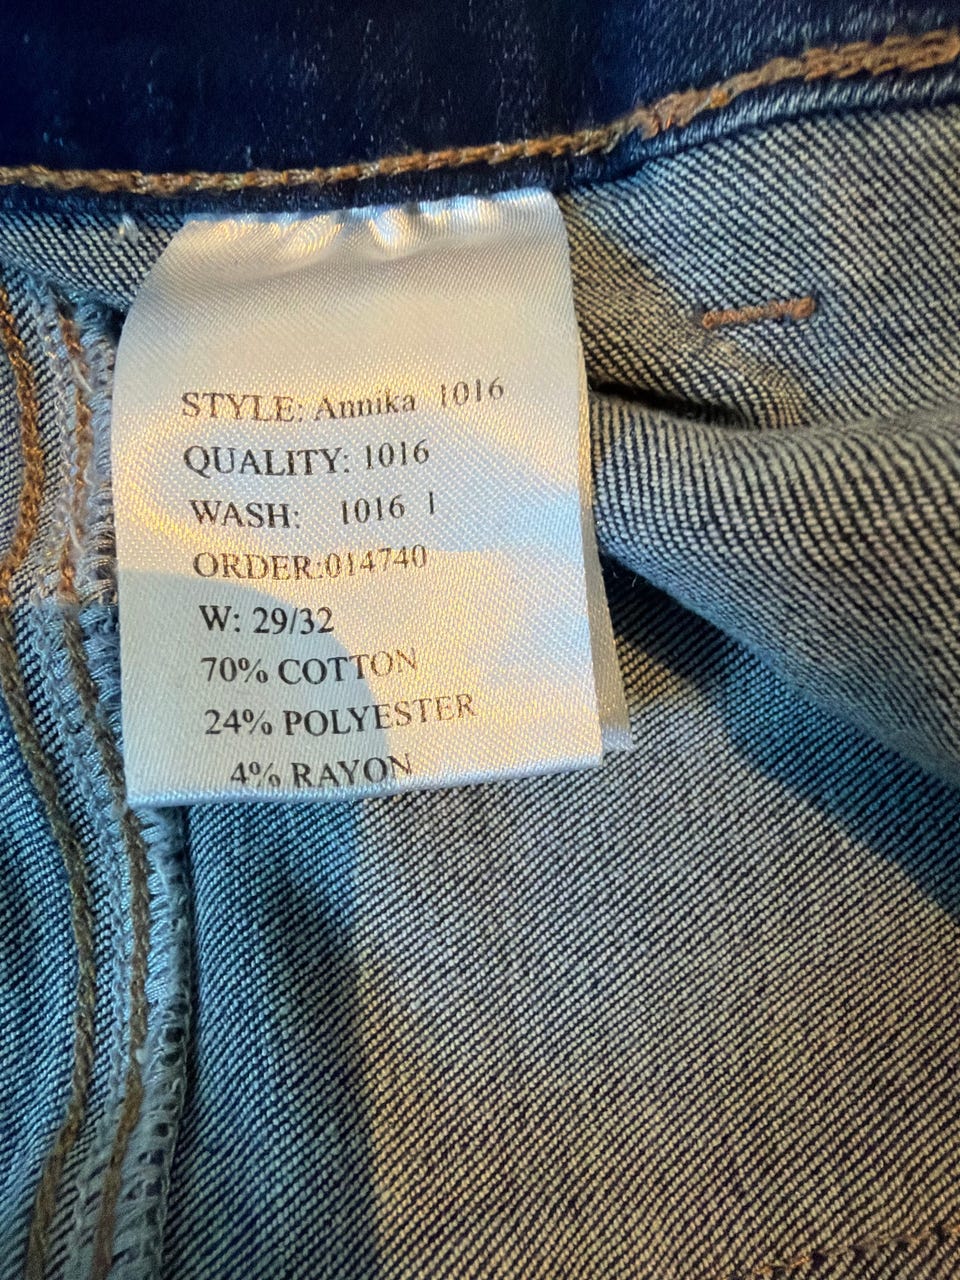 STYLE: Annika 1016
QUALITY: 1016
WASH: 1016 1
ORDER:014740
W: 29/32
70% COTTON
24% POLYESTER
4% RAYON